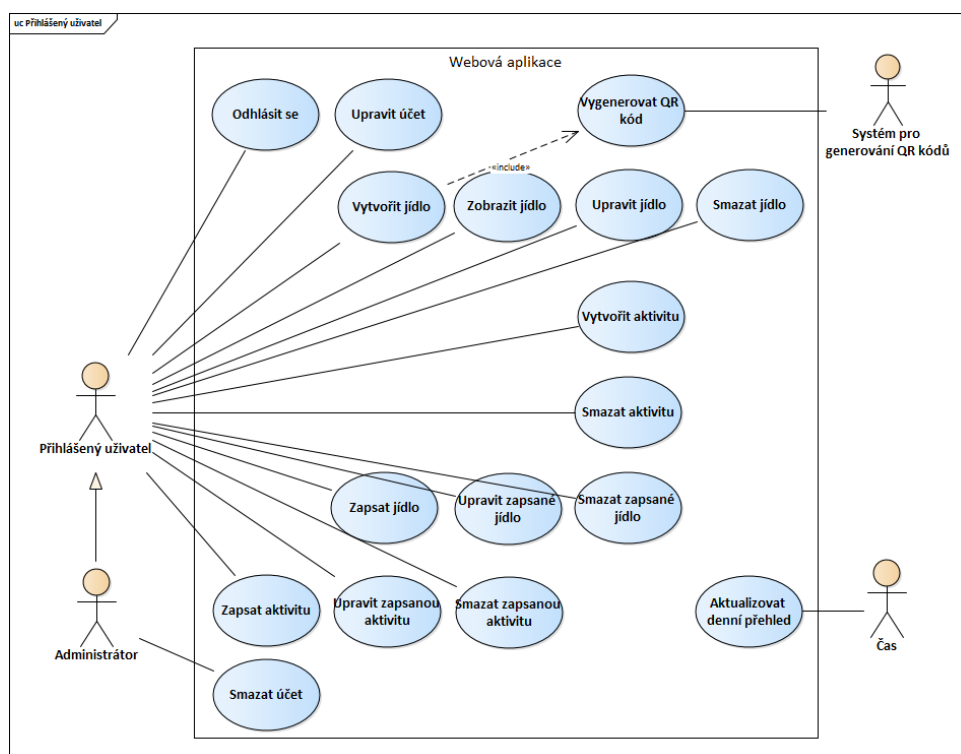 uc Přihlášený uživatel
Webová aplikace
Odhlásit se
Upravit účet
Vygenerovat QR
kód
Systém pro
generování QR kódů
«include»
Vytvořit jídlo
Zobrazit jídlo
Upravit jídlo
Smazat jídlo
Vytvořit aktivitu
Smazat aktivitu
Přihlášený uživatel
Zapsat jídlo
Upravit zapsané
jídlo
Smazat zapsané
jídlo
Zapsat aktivitu
Upravit zapsanou
aktivitu
Smazat zapsanou
aktivitu
Aktualizovat
denní přehled
Čas
Administrátor
Smazat účet